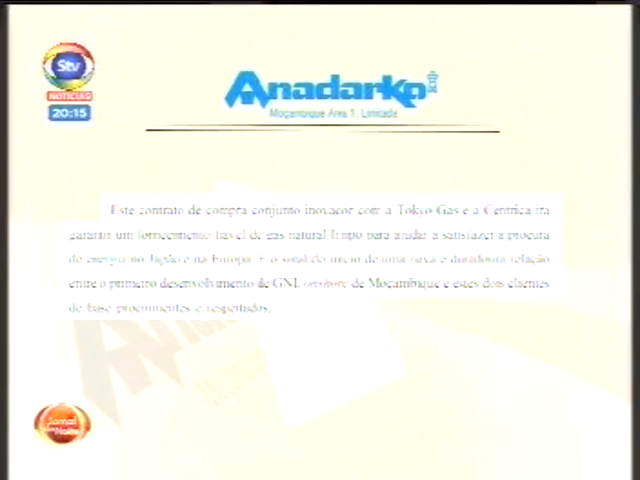 Stv
NOTÍCIAS
20:15
Anadarko
Moçambique Área 1, Limitada
Este contrato de compra conjunto inovador com a Tokyo Gas e a Centrica irá
garantir um fornecimento fiável de gás natural limpo para ajudar a satisfazer a procura
de energia no Japão e na Europa. É o sinal do início de uma nova e duradoura relação
entre o primeiro desenvolvimento de GNL onshore de Moçambique e estes dois clientes
de base proeminentes e respeitados.
Jornal
da Noite